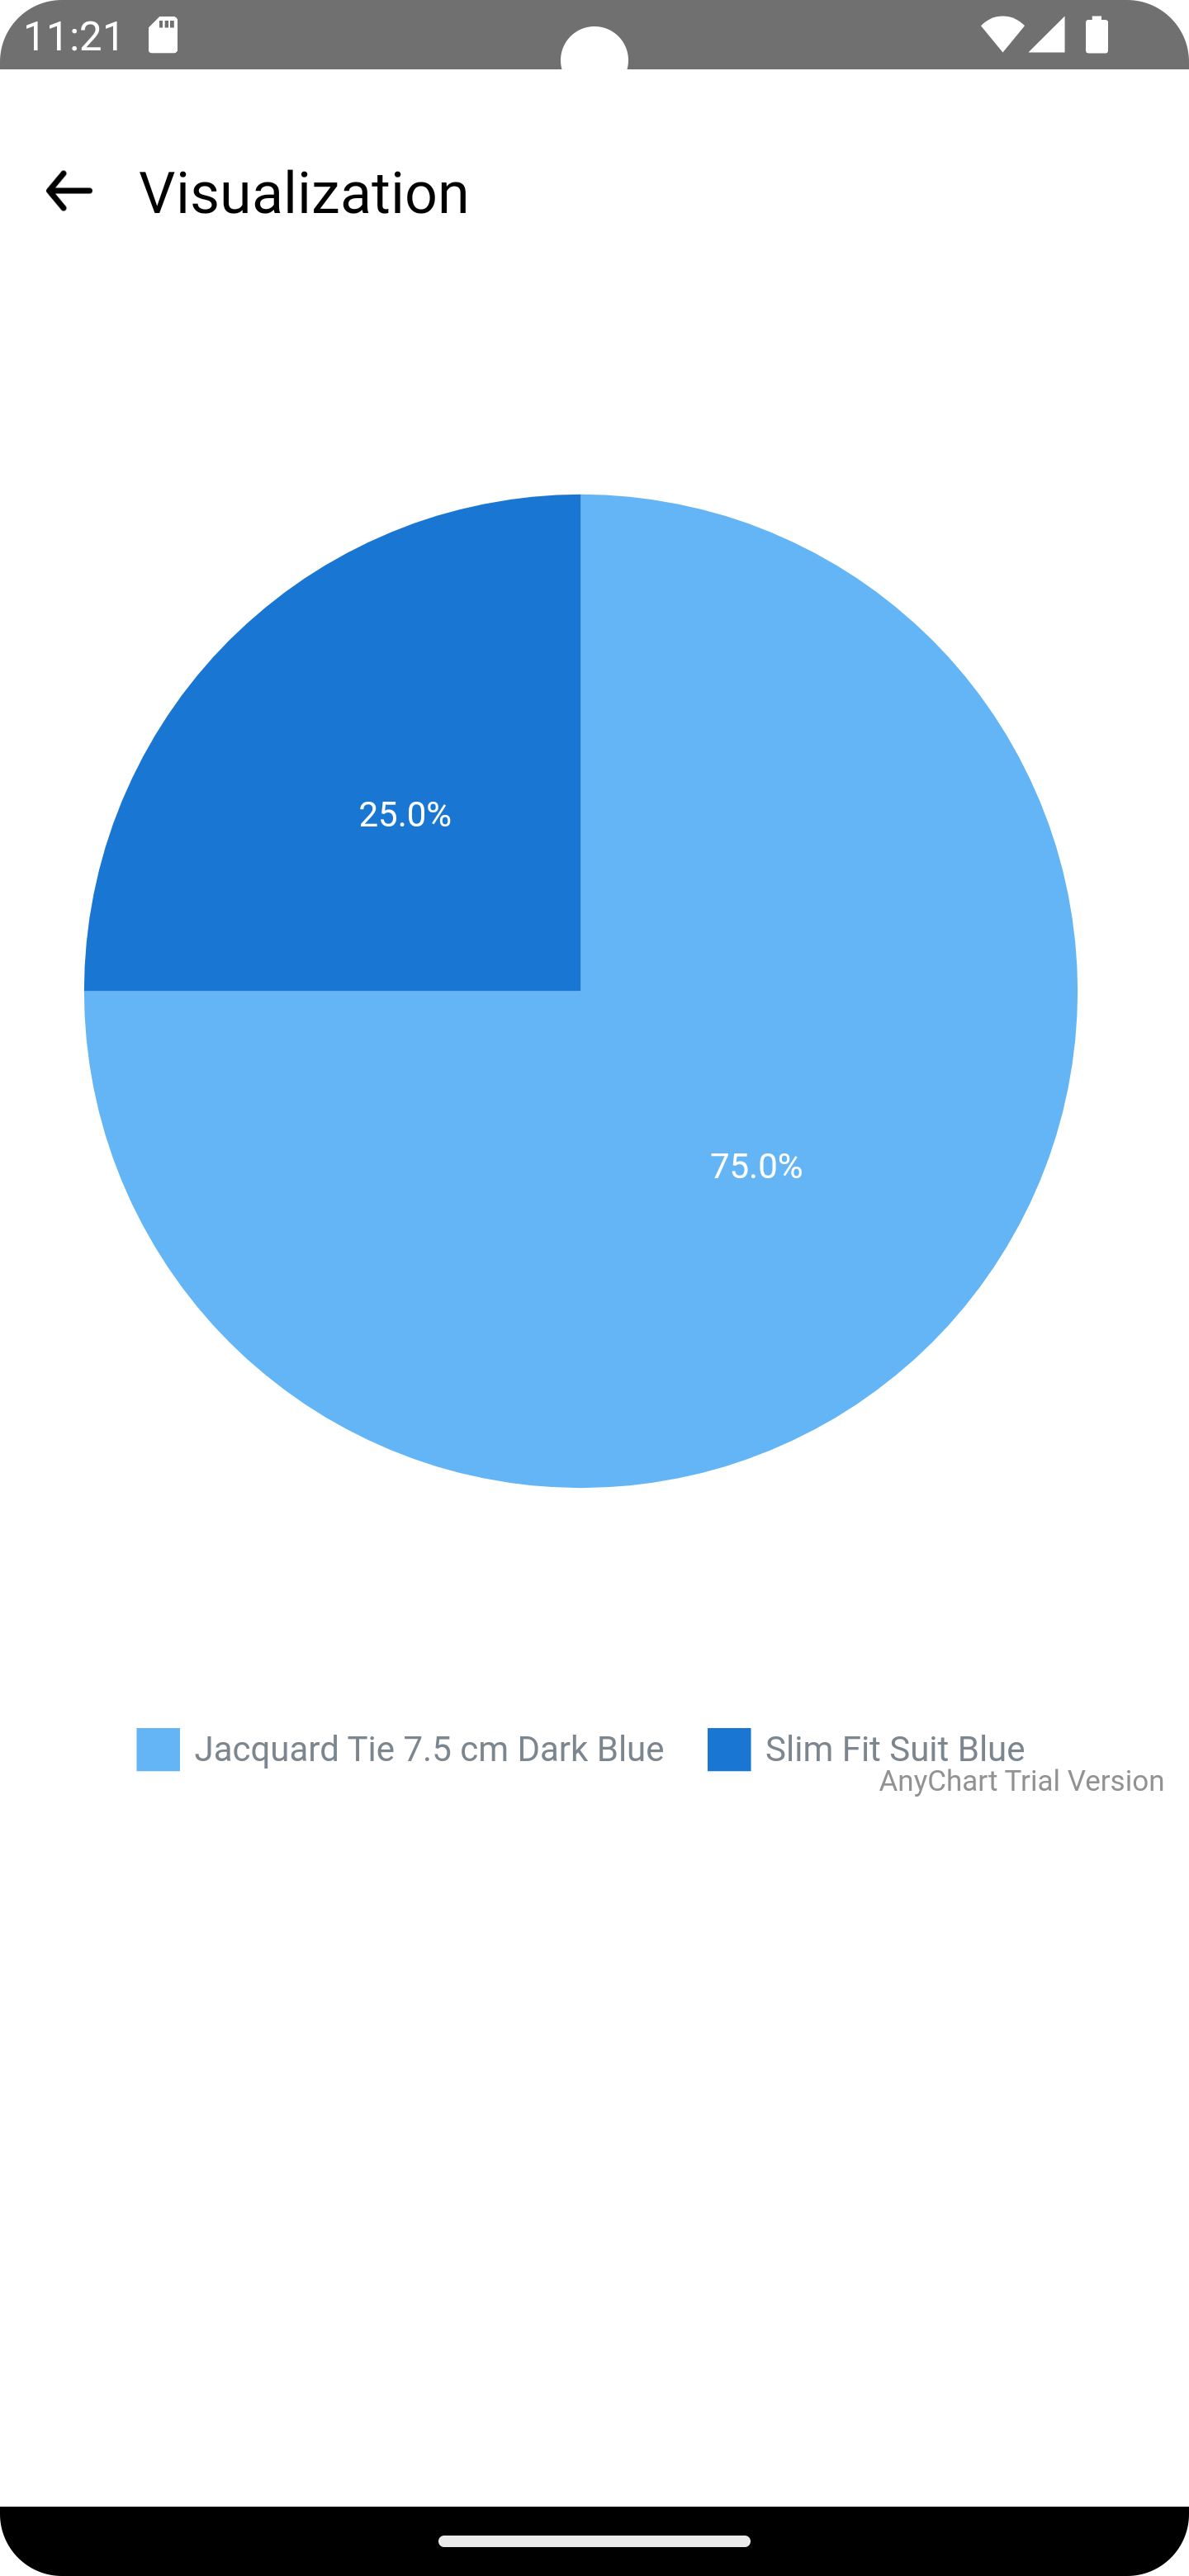 11:21
Visualization
25.0%
75.0%
Jacquard Tie 7.5 cm Dark Blue
Slim Fit Suit Blue
AnyChart Trial Version